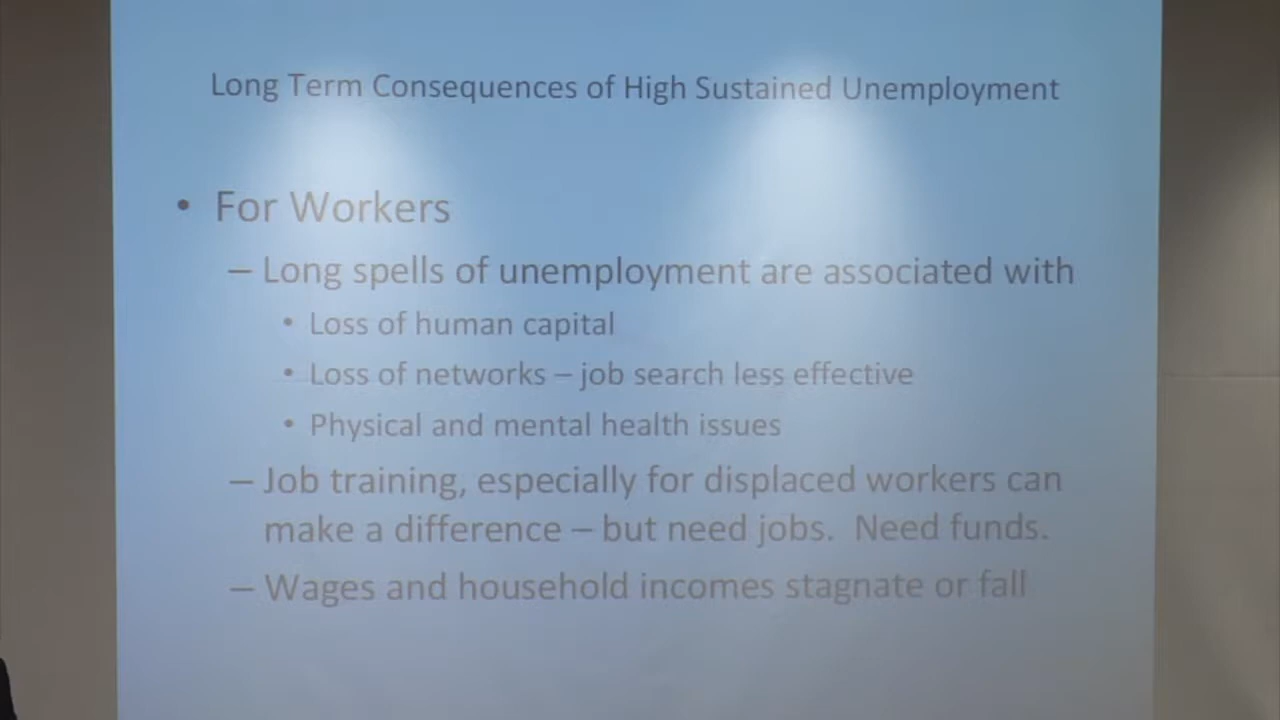 Long Term Consequences of High Sustained Unemployment
• For Workers
– Long spells of unemployment are associated with
• Loss of human capital
• Loss of networks – job search less effective
• Physical and mental health issues
– Job training, especially for displaced workers can
make a difference – but need jobs.  Need funds.
– Wages and household incomes stagnate or fall